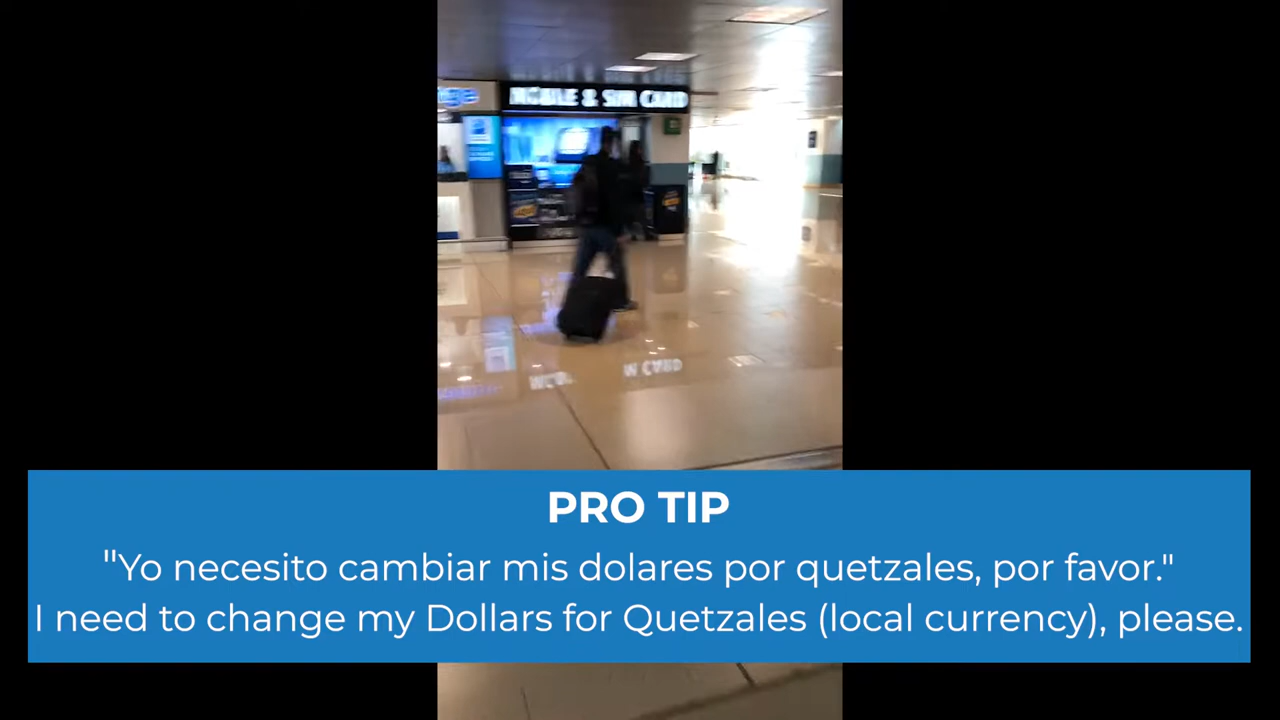 MOBILE & SIM CARD
PRO TIP
"Yo necesito cambiar mis dolares por quetzales, por favor."
I need to change my Dollars for Quetzales (local currency), please.